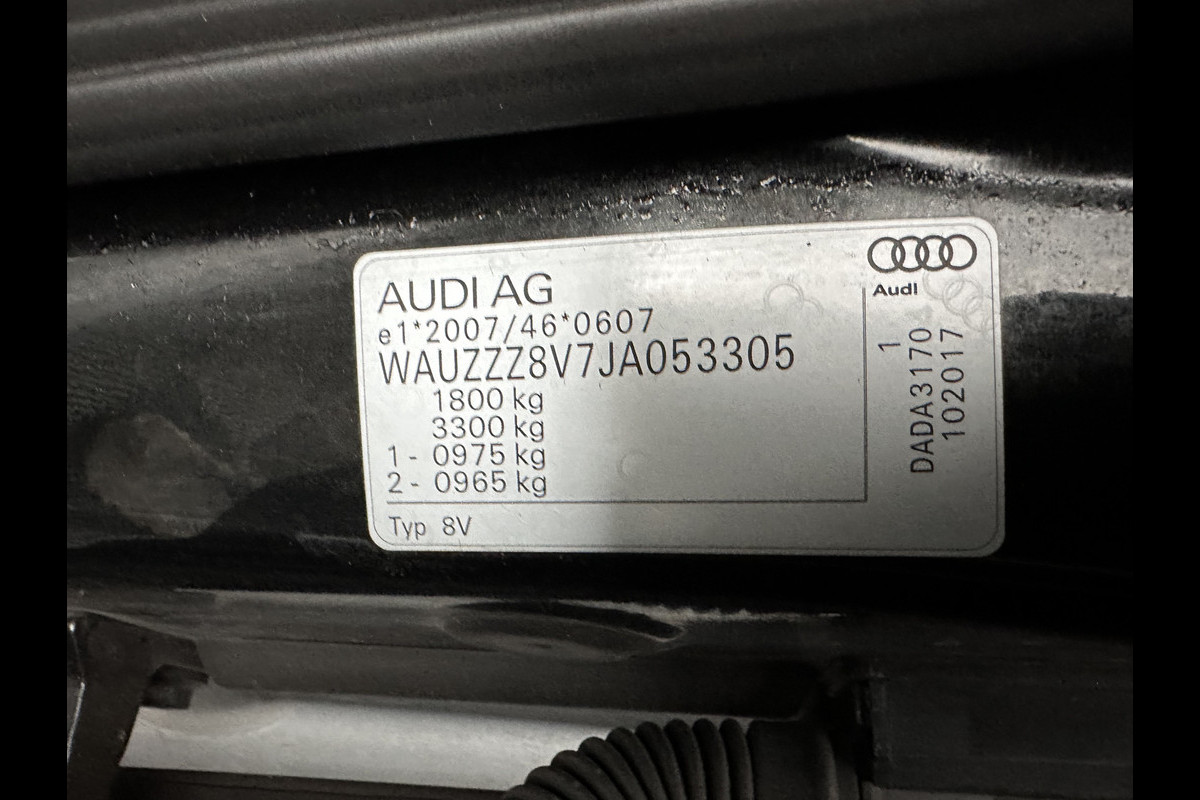 AUDI AG
e1*2007/46*0607
WAUZZZ8V7JA053305
1800 kg
3300 kg
1 - 0975 kg
2 - 0965 kg
Typ 8V
Audi
1
DADA3170
102017